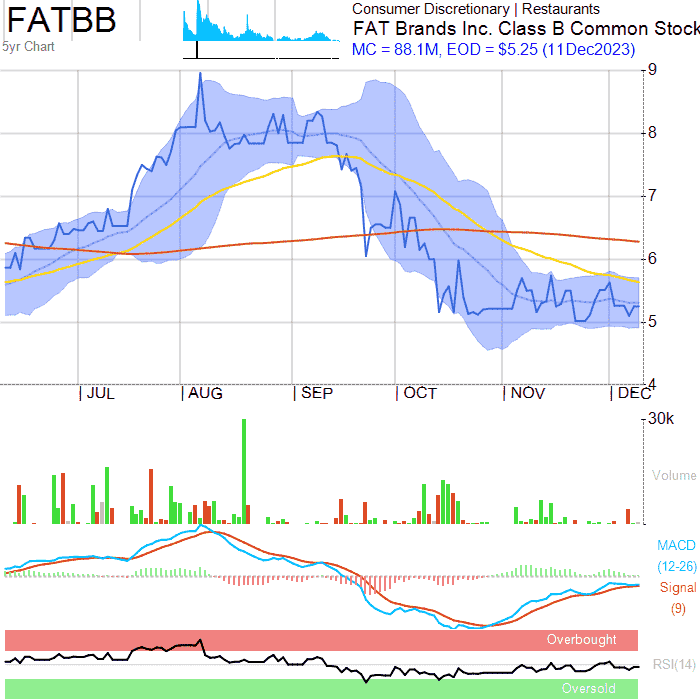 FATBB
5yr Chart
Consumer Discretionary | Restaurants
FAT Brands Inc. Class B Common Stock
MC = 88.1M, EOD = $5.25 (11Dec2023)
9
8
7
6
5
4
JUL AUG SEP OCT NOV DEC
30k
Volume
MACD
(12-26)
Signal
(9)
Overbought
RSI(14)
Oversold